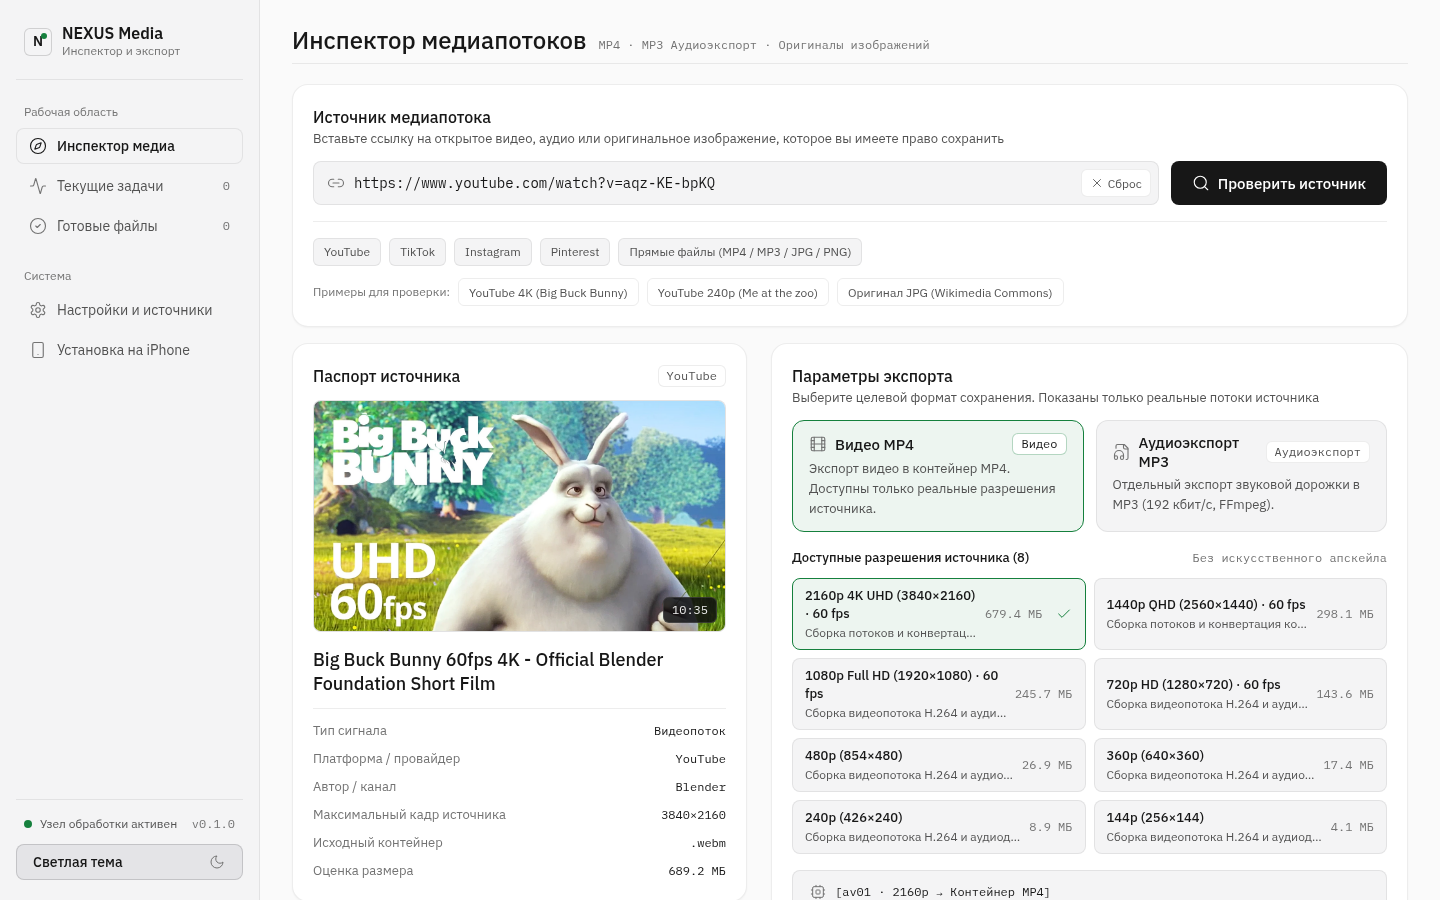 N
NEXUS Media
Инспектор и экспорт
Рабочая область
Инспектор медиа
Текущие задачи 0
Готовые файлы 0
Система
Настройки и источники
Установка на iPhone
Узел обработки активен v0.1.0
Светлая тема
Инспектор медиапотоков MP4 · MP3 Аудиоэкспорт · Оригиналы изображений
Источник медиапотока
Вставьте ссылку на открытое видео, аудио или оригинальное изображение, которое вы имеете право сохранить
https://www.youtube.com/watch?v=aqz-KE-bpKQ Сброс Проверить источник
YouTube TikTok Instagram Pinterest Прямые файлы (MP4 / MP3 / JPG / PNG)
Примеры для проверки: YouTube 4K (Big Buck Bunny) YouTube 240p (Me at the zoo) Оригинал JPG (Wikimedia Commons)
Паспорт источника YouTube
Big Buck
BUNNY
UHD
60fps
10:35
Big Buck Bunny 60fps 4K - Official Blender
Foundation Short Film
Тип сигнала Видеопоток
Платформа / провайдер YouTube
Автор / канал Blender
Максимальный кадр источника 3840×2160
Исходный контейнер .webm
Оценка размера 689.2 МБ
Параметры экспорта
Выберите целевой формат сохранения. Показаны только реальные потоки источника
Видео MP4 Видео
Экспорт видео в контейнер MP4.
Доступны только реальные разрешения
источника.
Аудиоэкспорт
MP3 Аудиоэкспорт
Отдельный экспорт звуковой дорожки в
MP3 (192 кбит/с, FFmpeg).
Доступные разрешения источника (8) Без искусственного апскейла
2160p 4K UHD (3840×2160)
· 60 fps 679.4 МБ
Сборка потоков и конвертац...
1440p QHD (2560×1440) · 60 fps 298.1 МБ
Сборка потоков и конвертация ко...
1080p Full HD (1920×1080) · 60
fps 245.7 МБ
Сборка видеопотока H.264 и ауди...
720p HD (1280×720) · 60 fps 143.6 МБ
Сборка видеопотока H.264 и ауди...
480p (854×480) 26.9 МБ
Сборка видеопотока H.264 и аудио...
360p (640×360) 17.4 МБ
Сборка видеопотока H.264 и аудио...
240p (426×240) 8.9 МБ
Сборка видеопотока H.264 и аудиод...
144p (256×144) 4.1 МБ
Сборка видеопотока H.264 и аудиод...
[av01 · 2160p → Контейнер MP4]